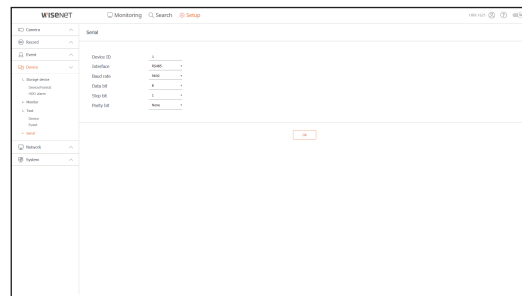 WISENET
Monitoring Search Setup
Camera
Record
Event
Device
Storage device
Device/Format
HDD Alarm
Monitor
Text
Device
Event
Serial
Network
System
Serial
Device ID 1
Interface RS485
Baud rate 9600
Data bit 8
Stop bit 1
Parity bit None
OK